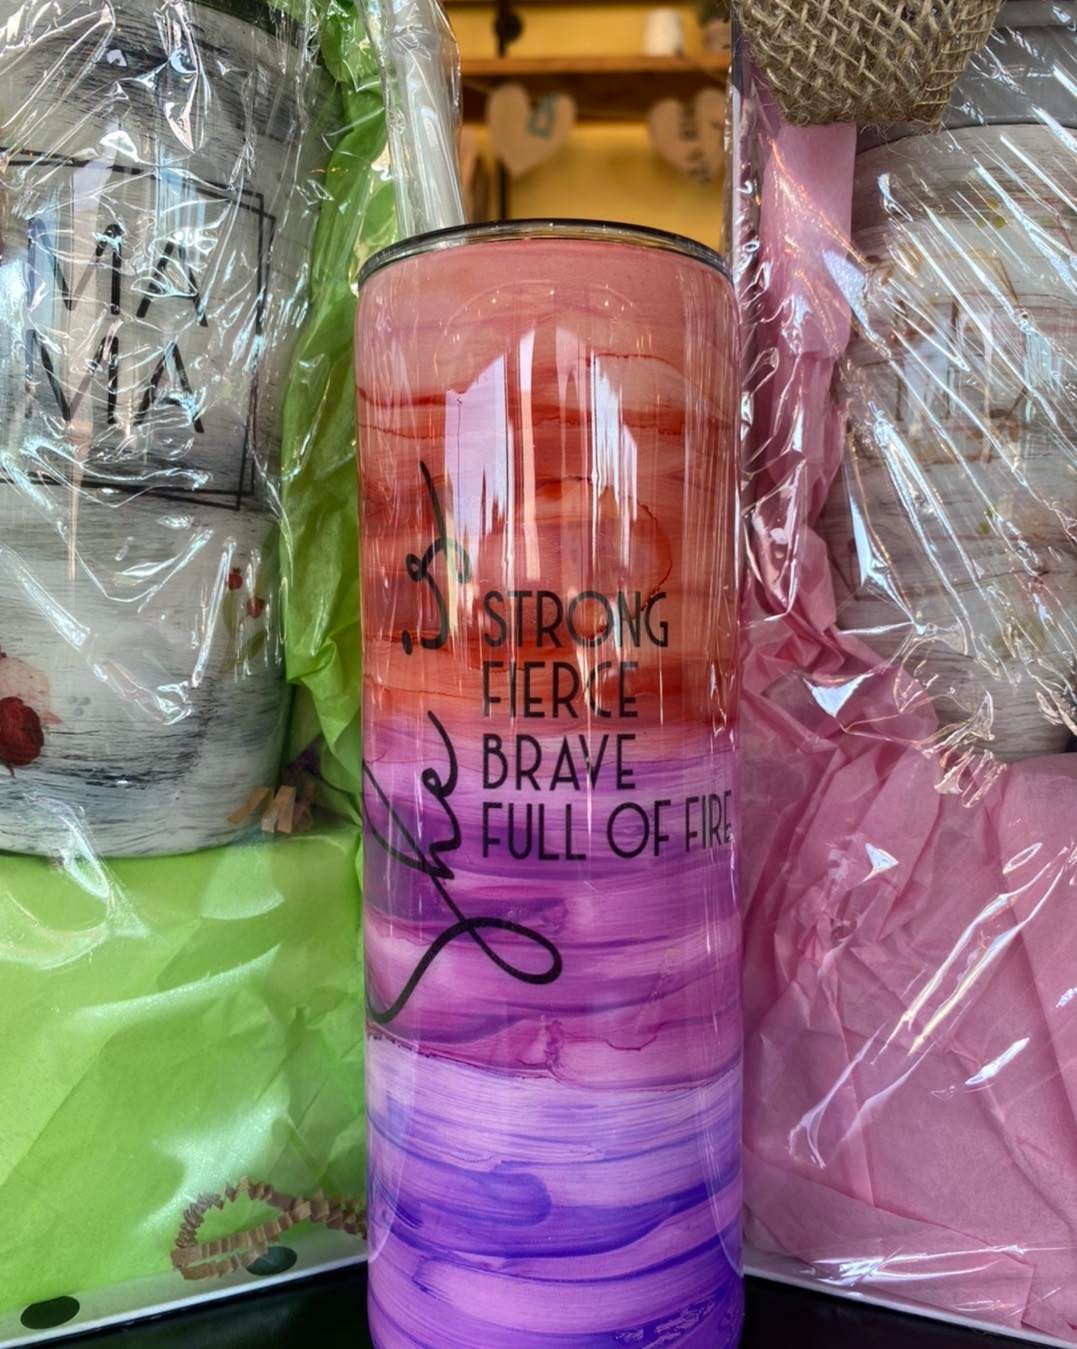 MA
MA
she is
STRONG
FIERCE
BRAVE
FULL OF FIRE